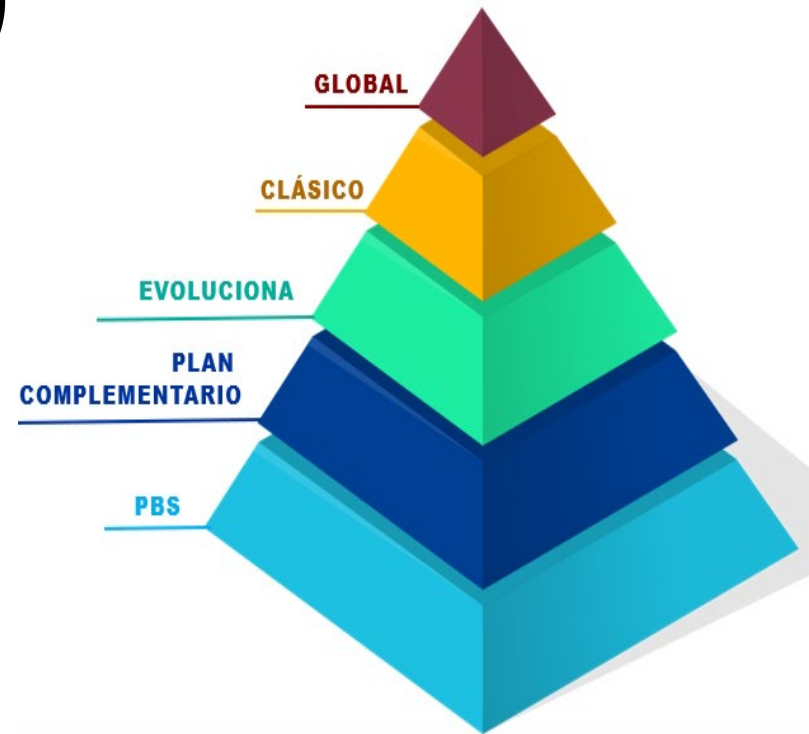 GLOBAL
CLÁSICO
EVOLUCIONA
PLAN
COMPLEMENTARIO
PBS